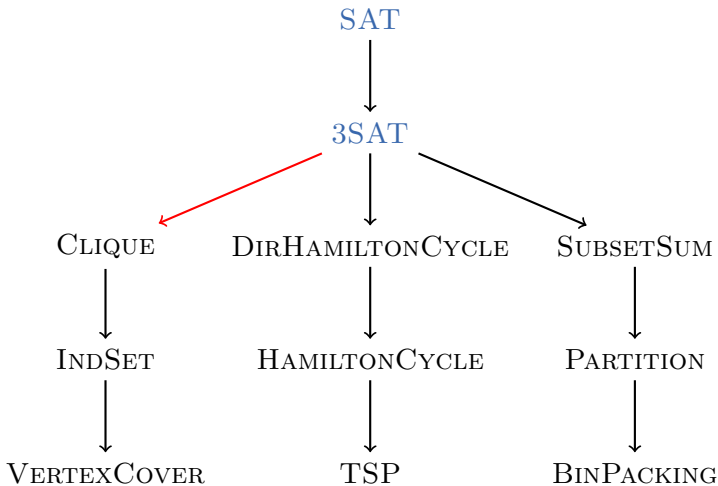 SAT
3SAT
CLIQUE DIRHAMILTONCYCLE SUBSETSUM
INDSET HAMILTONCYCLE PARTITION
VERTEXCOVER TSP BINPACKING